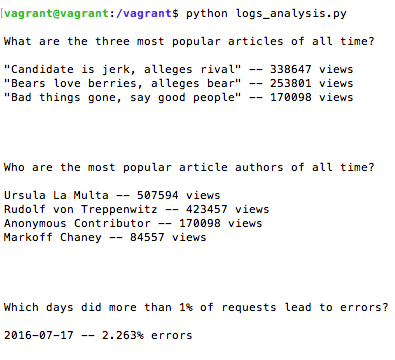 vagrant@vagrant:/vagrant$ python logs_analysis.py
What are the three most popular articles of all time?
"Candidate is jerk, alleges rival" -- 338647 views
"Bears love berries, alleges bear" -- 253801 views
"Bad things gone, say good people" -- 170098 views
Who are the most popular article authors of all time?
Ursula La Multa -- 507594 views
Rudolf von Treppenwitz -- 423457 views
Anonymous Contributor -- 170098 views
Markoff Chaney -- 84557 views
Which days did more than 1% of requests lead to errors?
2016-07-17 -- 2.263% errors